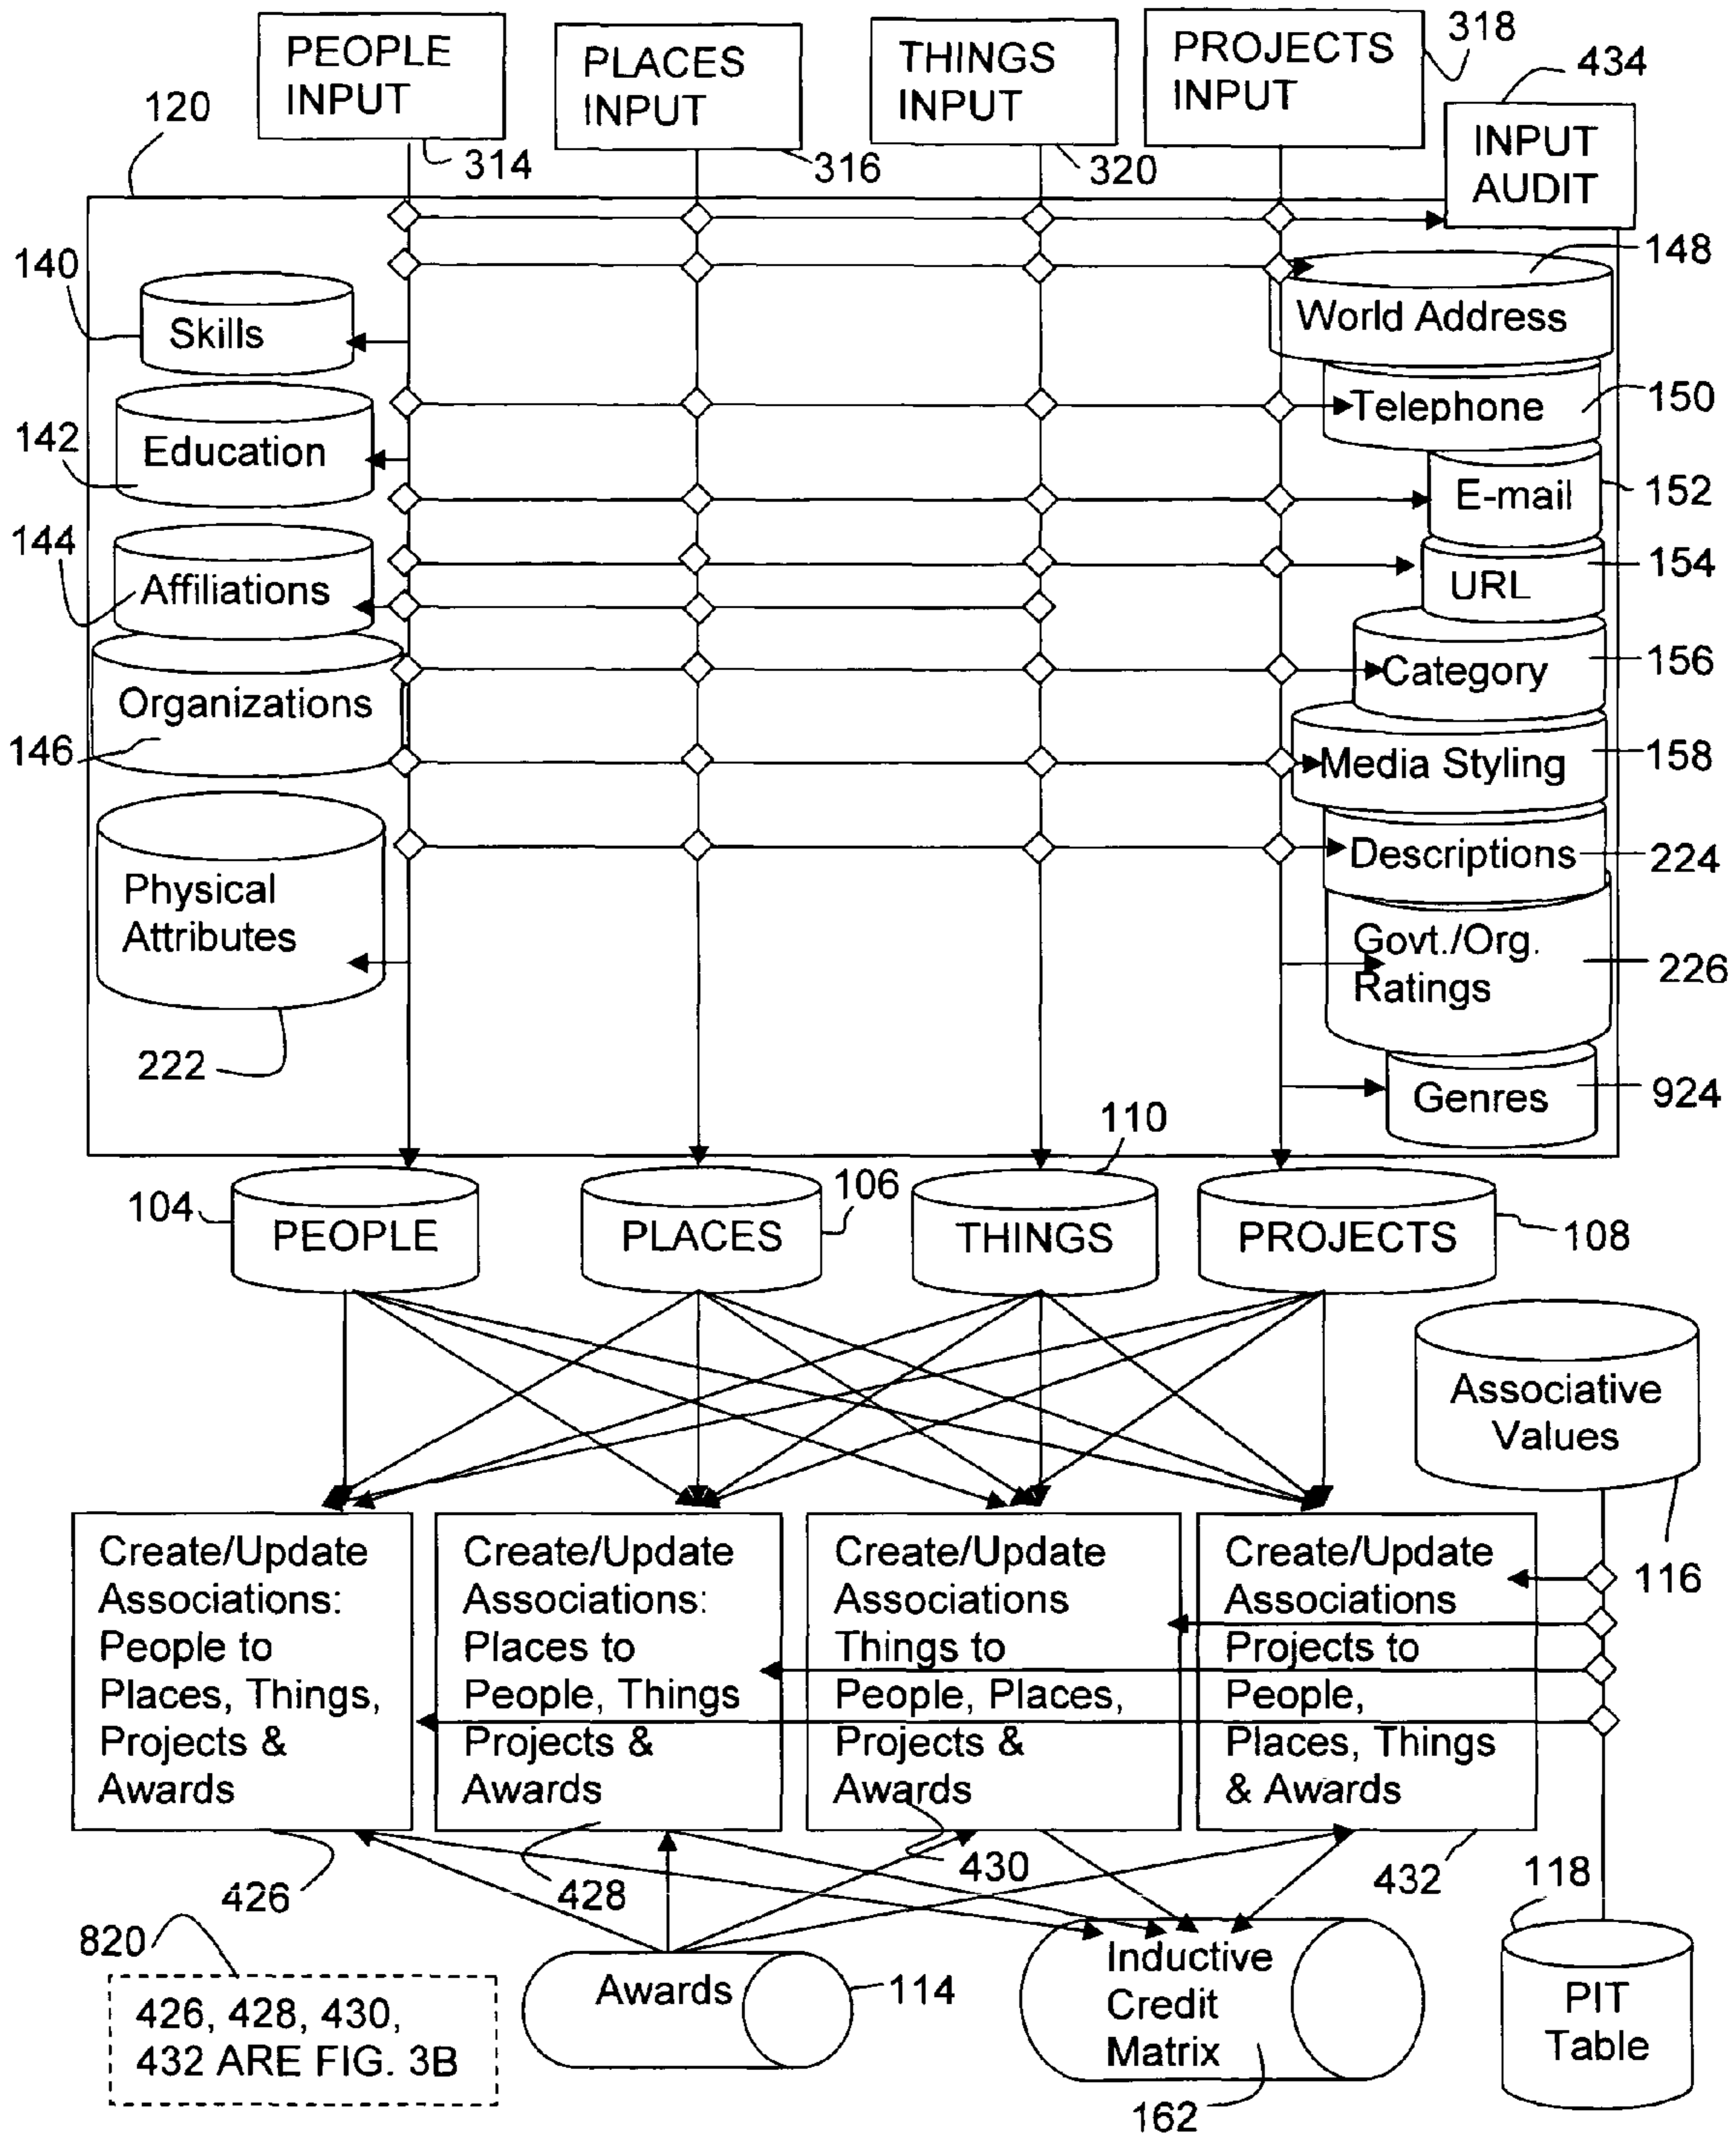 PEOPLE
INPUT
314
PLACES
INPUT
316
THINGS
INPUT
320
PROJECTS
INPUT
318
434
INPUT
AUDIT
120
140
Skills
148
World Address
142
Education
150
Telephone
152
E-mail
144
Affiliations
154
URL
146
Organizations
156
Category
158
Media Styling
Physical
Attributes
222
Descriptions
224
Govt./Org.
Ratings
226
Genres
924
104
PEOPLE
PLACES
106
110
THINGS
PROJECTS
108
Associative
Values
116
Create/Update
Associations:
People to
Places, Things,
Projects &
Awards
426
Create/Update
Associations:
Places to
People, Things
Projects &
Awards
428
Create/Update
Associations
Things to
People, Places,
Projects &
Awards
430
Create/Update
Associations
Projects to
People,
Places, Things
& Awards
432
820
426, 428, 430,
432 ARE FIG. 3B
Awards
114
Inductive
Credit
Matrix
162
118
PIT
Table